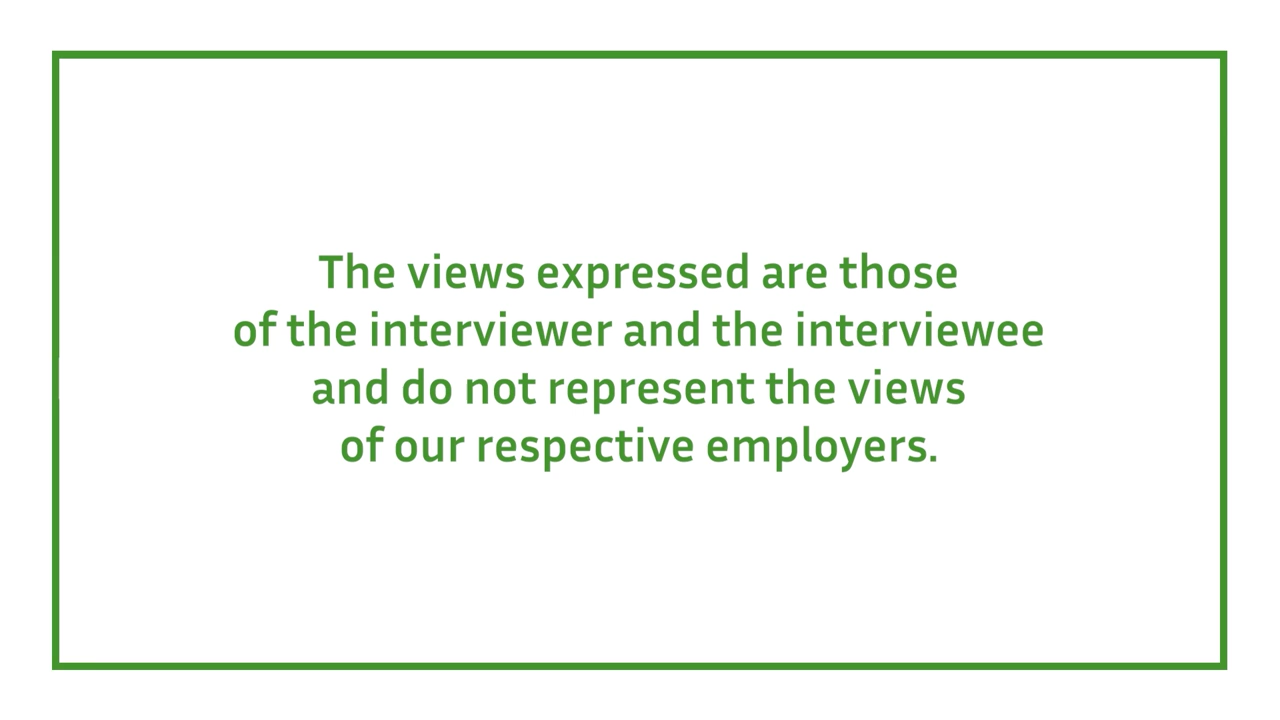 The views expressed are those
of the interviewer and the interviewee
and do not represent the views
of our respective employers.